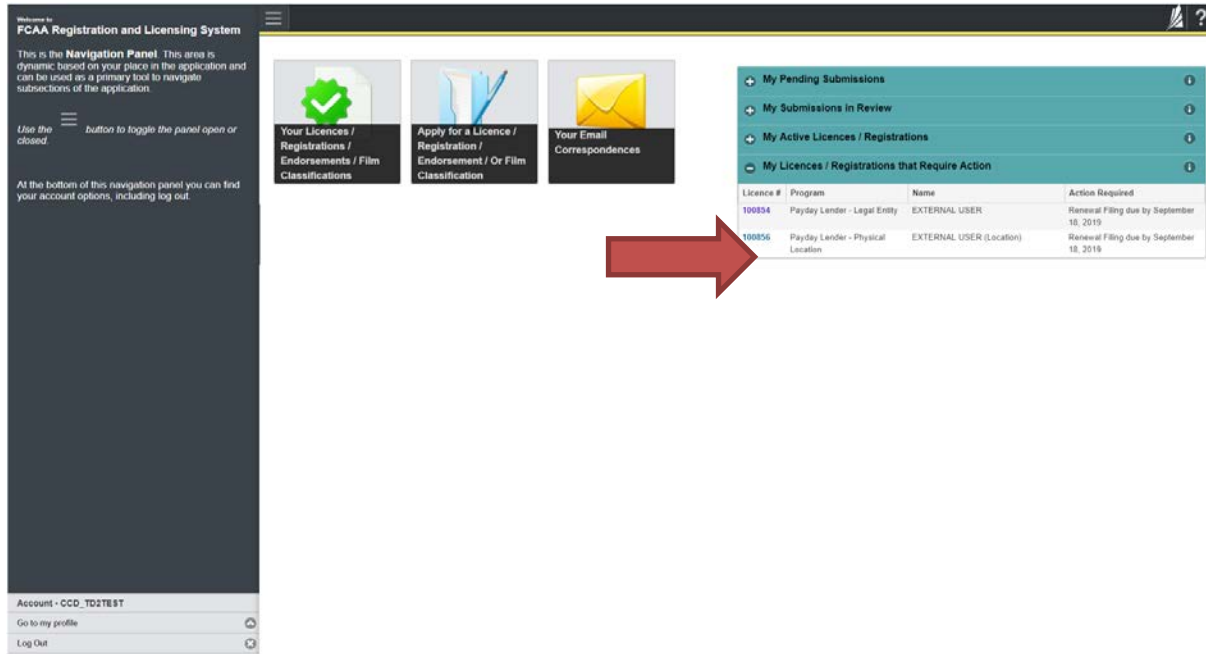 Welcome to
FCAA Registration and Licensing System
This is the Navigation Panel. This area is
dynamic based on your place in the application and
can be used as a primary tool to navigate
subsections of the application.
Use the button to toggle the panel open or
closed.
At the bottom of this navigation panel you can find
your account options, including log out.
Account - CCD_TD2TEST
Go to my profile
Log Out
?
Your Licences /
Registrations /
Endorsements / Film
Classifications
Apply for a Licence /
Registration /
Endorsement / Or Film
Classification
Your Email
Correspondences
My Pending Submissions
My Submissions in Review
My Active Licences / Registrations
My Licences / Registrations that Require Action
Licence # Program Name Action Required
100854 Payday Lender - Legal Entity EXTERNAL USER Renewal Filing due by September
18, 2019
100856 Payday Lender - Physical EXTERNAL USER (Location) Renewal Filing due by September
Location 18, 2019